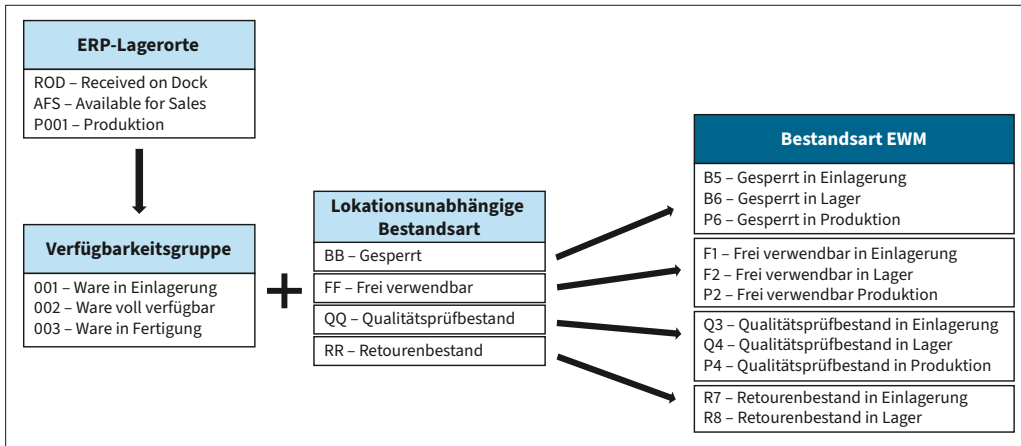 ERP-Lagerorte
ROD – Received on Dock
AFS – Available for Sales
P001 – Produktion
Verfügbarkeitsgruppe
001 – Ware in Einlagerung
002 – Ware voll verfügbar
003 – Ware in Fertigung
+
Lokationsunabhängige
Bestandsart
BB – Gesperrt
FF – Frei verwendbar
QQ – Qualitätsprüfbestand
RR – Retourenbestand
Bestandsart EWM
B5 – Gesperrt in Einlagerung
B6 – Gesperrt in Lager
P6 – Gesperrt in Produktion
F1 – Frei verwendbar in Einlagerung
F2 – Frei verwendbar in Lager
P2 – Frei verwendbar Produktion
Q3 – Qualitätsprüfbestand in Einlagerung
Q4 – Qualitätsprüfbestand in Lager
P4 – Qualitätsprüfbestand in Produktion
R7 – Retourenbestand in Einlagerung
R8 – Retourenbestand in Lager